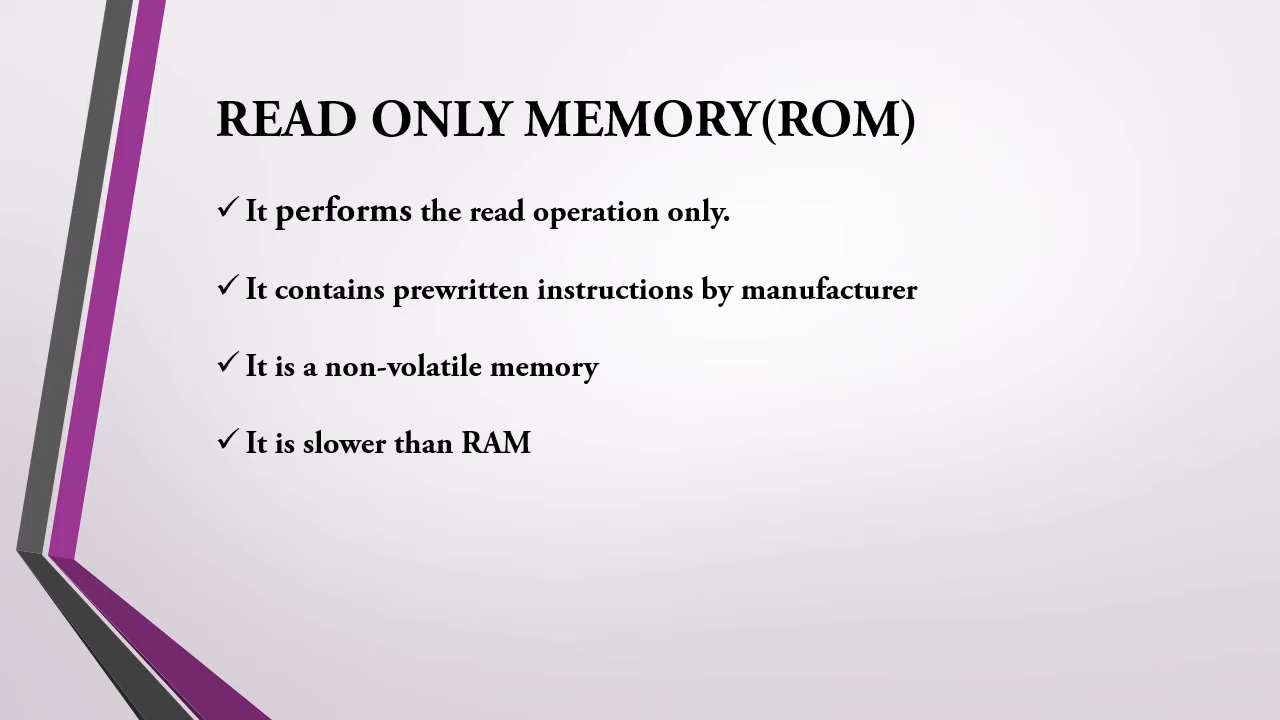 READ ONLY MEMORY(ROM)
✓ It performs the read operation only.
✓ It contains prewritten instructions by manufacturer
✓ It is a non-volatile memory
✓ It is slower than RAM